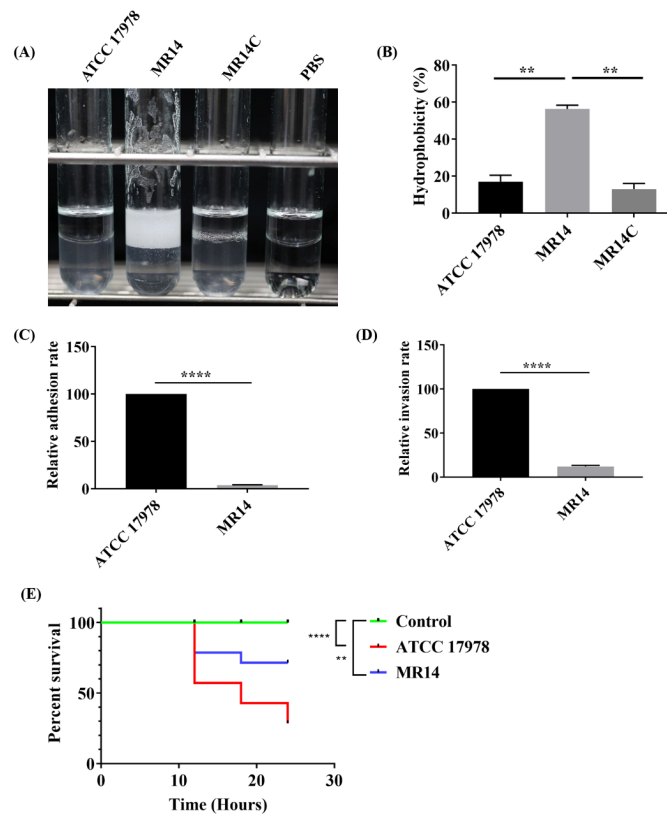 (A)
ATCC 17978
MR14
MR14C
PBS
(B)
Hydrophobicity (%)
80
60
40
20
0
**
**
ATCC 17978
MR14
MR14C
(C)
Relative adhesion rate
150
100
50
0
****
ATCC 17978
MR14
(D)
Relative invasion rate
150
100
50
0
****
ATCC 17978
MR14
(E)
Percent survival
100
50
0
0
10
20
30
Time (Hours)
****
**
Control
ATCC 17978
MR14